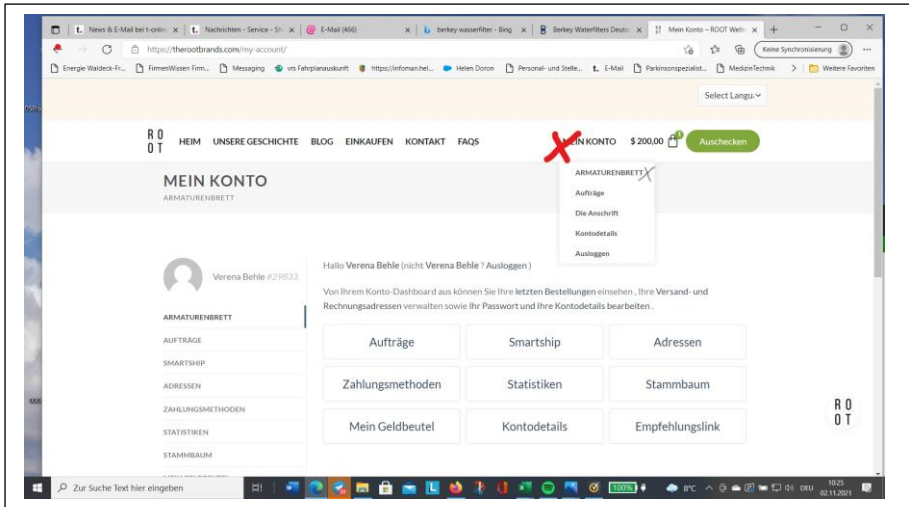 News & E-Mail bei t-onlin
Nachrichten - Service - Sh
E-Mail (466)
berkey wasserfilter - Bing
Berkey Waterfilters Deutsc
Mein Konto – ROOT Welln
https://therootbrands.com/my-account/
Keine Synchronisierung
Energie Waldeck-Fr...
FirmenWissen Firm...
Messaging
vrs Fahrplanauskunft
https://infoman.hel...
Helen Doron
Personal- und Stelle...
E-Mail
Parkinsonspezialist...
MedizinTechnik
Weitere Favoriten
Select Langu
RO
OT
HEIM UNSERE GESCHICHTE BLOG EINKAUFEN KONTAKT FAQS MEIN KONTO $ 200,00 1 Auschecken
MEIN KONTO
ARMATURENBRETT
ARMATURENBRETT
Aufträge
Die Anschrift
Kontodetails
Ausloggen
Verena Behle #29833
Hallo Verena Behle (nicht Verena Behle ? Ausloggen )
Von Ihrem Konto-Dashboard aus können Sie Ihre letzten Bestellungen einsehen , Ihre Versand- und
Rechnungsadressen verwalten sowie Ihr Passwort und Ihre Kontodetails bearbeiten .
ARMATURENBRETT
AUFTRÄGE
SMARTSHIP
ADRESSEN
ZAHLUNGSMETHODEN
STATISTIKEN
STAMMBAUM
Aufträge Smartship Adressen
Zahlungsmethoden Statistiken Stammbaum
Mein Geldbeutel Kontodetails Empfehlungslink
RO
OT
Zur Suche Text hier eingeben
100%
8°C
DEU
10:25
02.11.2021